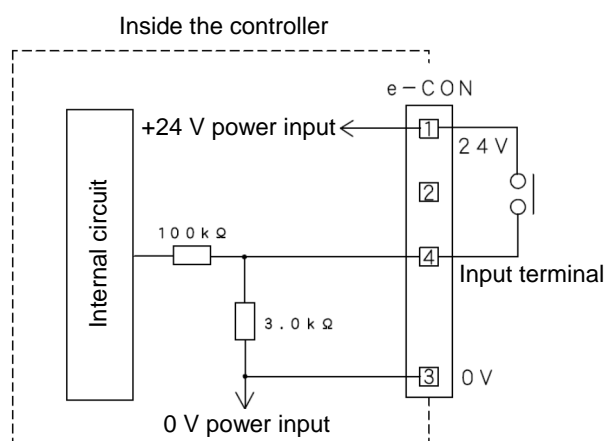 Inside the controller
e-CON
+24 V power input
1
24V
2
Internal circuit
100kΩ
4
Input terminal
3.0kΩ
3
0V
0 V power input